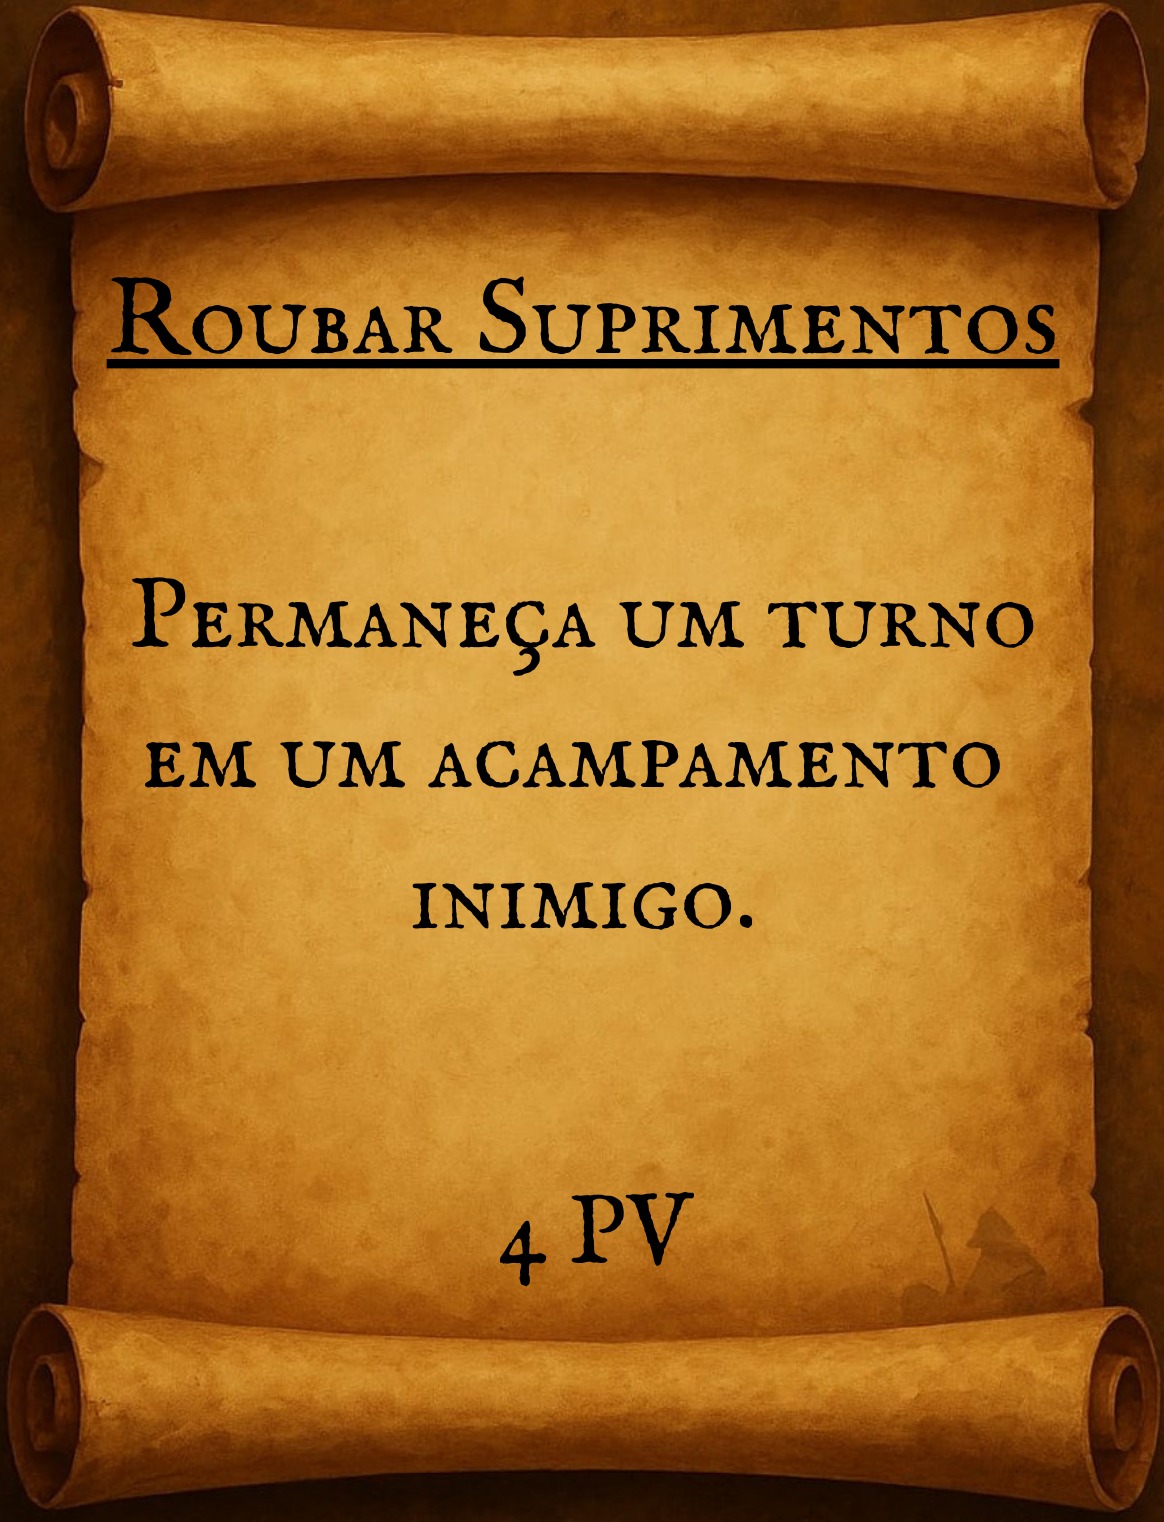 Roubar Suprimentos
Permaneça um turno
em um acampamento
inimigo.
4 PV